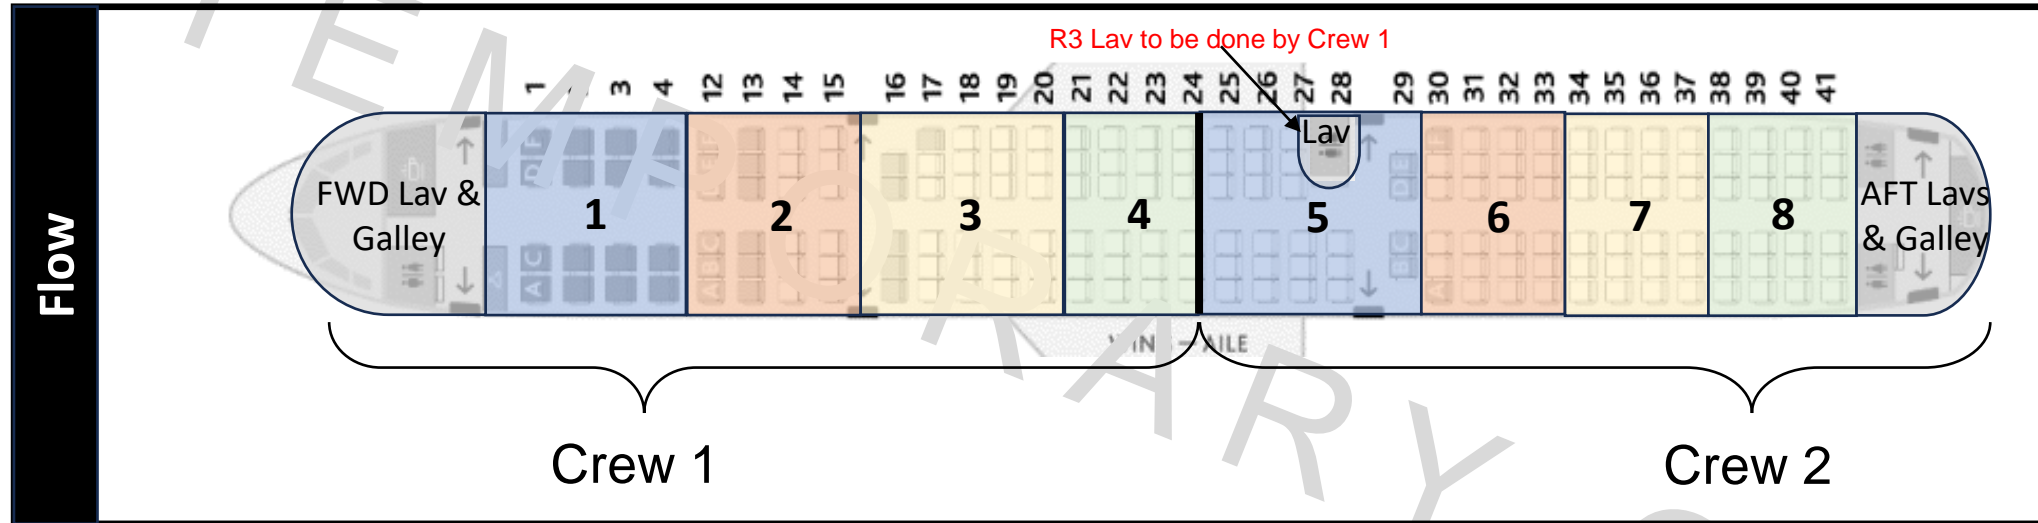 R3 Lav to be done by Crew 1
1 3 4 12 13 14 15 16 17 18 19 20 21 22 23 24 25 26 27 28 29 30 31 32 33 34 35 36 37 38 39 40 41
Lav
FWD Lav &
Galley
1 2 3 4 5 6 7 8
AFT Lavs
& Galley
Flow
Crew 1
Crew 2
TEMPORARY